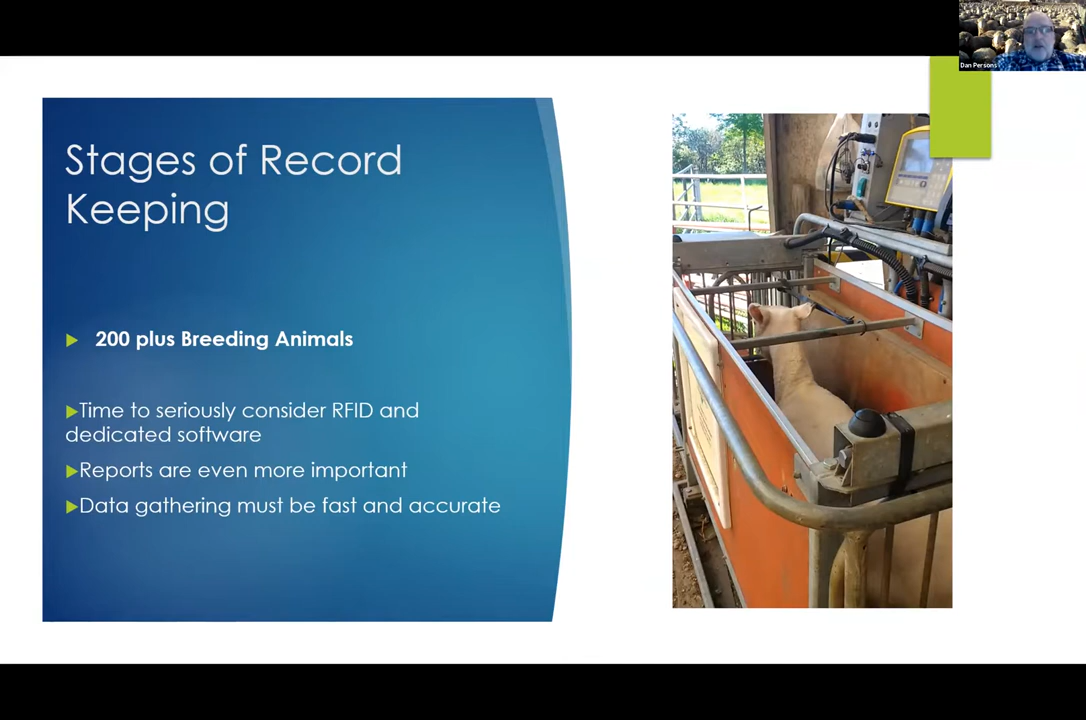 Dan Persons
Stages of Record
Keeping
200 plus Breeding Animals
Time to seriously consider RFID and
dedicated software
Reports are even more important
Data gathering must be fast and accurate